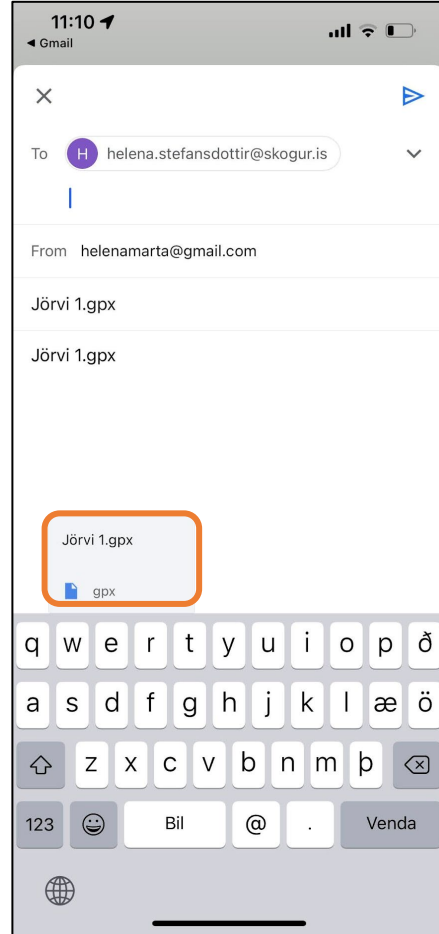 11:10
◀ Gmail
To H helena.stefansdottir@skogur.is
From helenamarta@gmail.com
Jörvi 1.gpx
Jörvi 1.gpx
Jörvi 1.gpx
gpx
q w e r t y u i o p ð
a s d f g h j k l æ ö
z x c v b n m þ
123 Bil @ . Venda